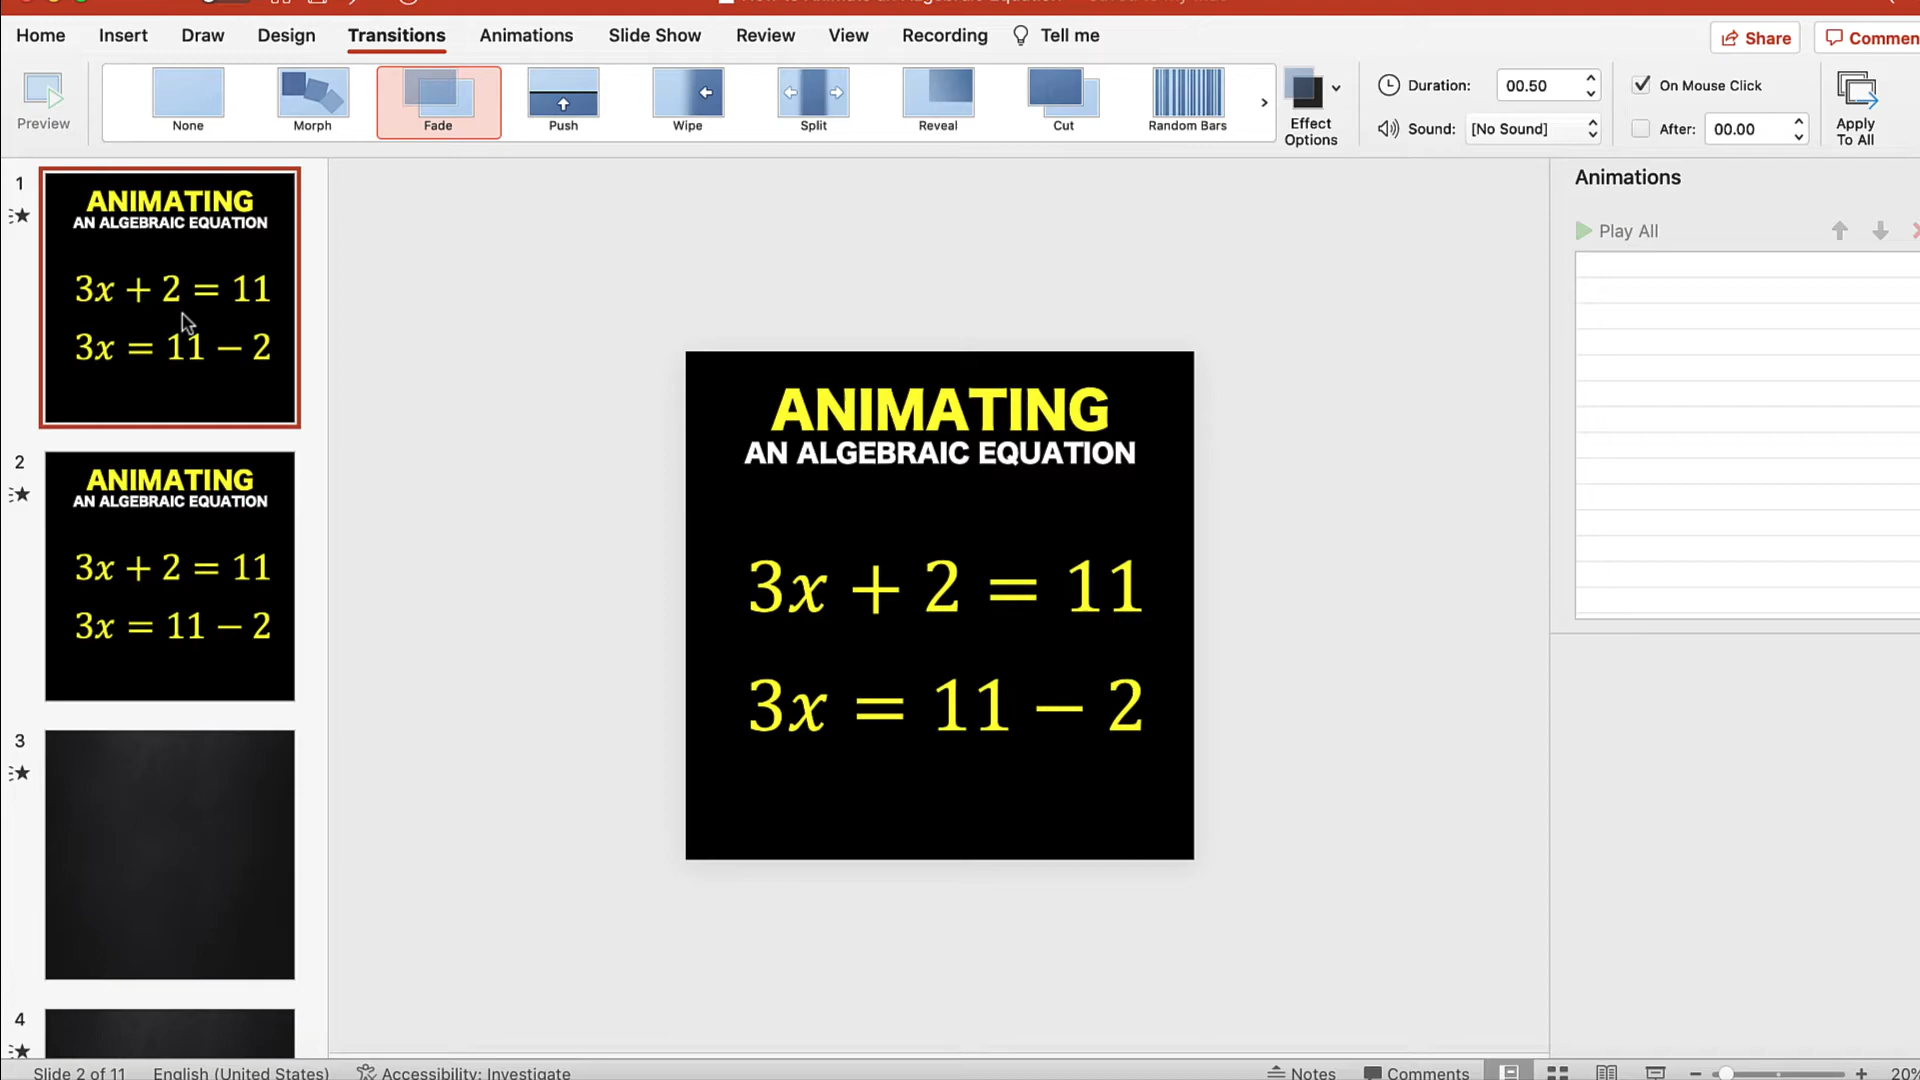 Home Insert Draw Design Transitions Animations Slide Show Review View Recording Tell me Share
Preview
None Morph Fade Push Wipe Split Reveal Cut Random Bars
Effect Options
Duration: 00.50
Sound: [No Sound]
On Mouse Click
After: 00.00
Apply To All
1
ANIMATING
AN ALGEBRAIC EQUATION
3x + 2 = 11
3x = 11 − 2
2
ANIMATING
AN ALGEBRAIC EQUATION
3x + 2 = 11
3x = 11 − 2
3
4
ANIMATING
AN ALGEBRAIC EQUATION
3x + 2 = 11
3x = 11 − 2
Animations
Play All
Slide 2 of 11 English (United States) Accessibility: Investigate Notes Comments 20%